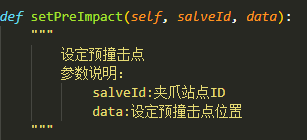 def setPreImpact(self, salveId, data):
"""
设定预撞击点
参数说明：
salveId:夹爪站点ID
data:设定预撞击点位置
"""